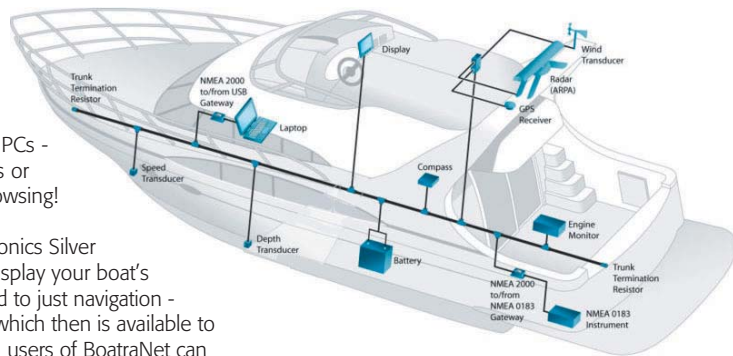 PCs -
s or
owsing!
onics Silver
isplay your boat's
d to just navigation -
which then is available to
users of BoatraNet can
Trunk
Termination
Resistor
NMEA 2000
to/from USB
Gateway
Laptop
Speed
Transducer
Depth
Transducer
Display
Battery
Compass
Wind
Transducer
Radar
(ARPA)
GPS
Receiver
Engine
Monitor
NMEA 2000
to/from
NMEA 0183
Gateway
NMEA 0183
Instrument
Trunk
Termination
Resistor